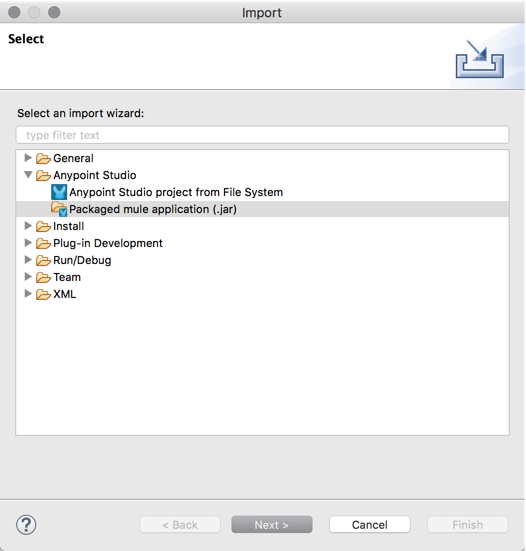 Import
Select
Select an import wizard:
type filter text
General
Anypoint Studio
Anypoint Studio project from File System
Packaged mule application (.jar)
Install
Plug-in Development
Run/Debug
Team
XML
?
< Back
Next >
Cancel
Finish